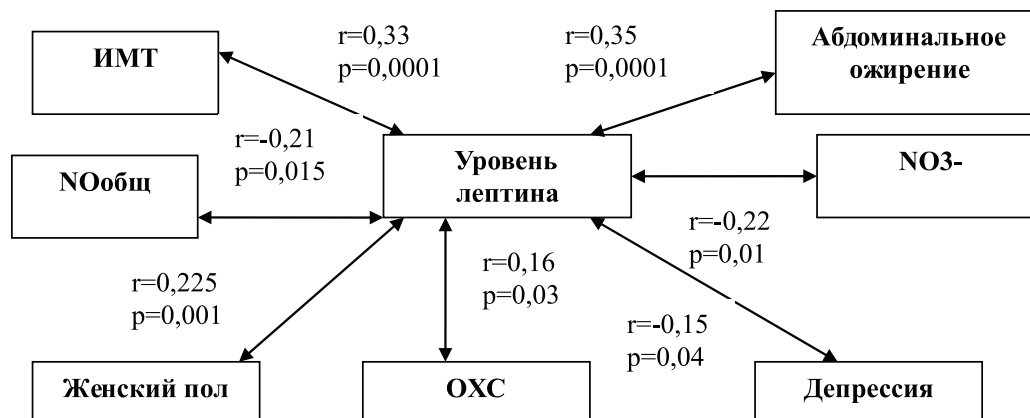 ИМТ
r=0,33
p=0,0001
r=0,35
p=0,0001
Абдоминальное
ожирение
r=-0,21
p=0,015
NOобщ
Уровень
лептина
NO3-
r=-0,22
p=0,01
r=0,225
p=0,001
r=0,16
p=0,03
r=-0,15
p=0,04
Женский пол
ОХС
Депрессия